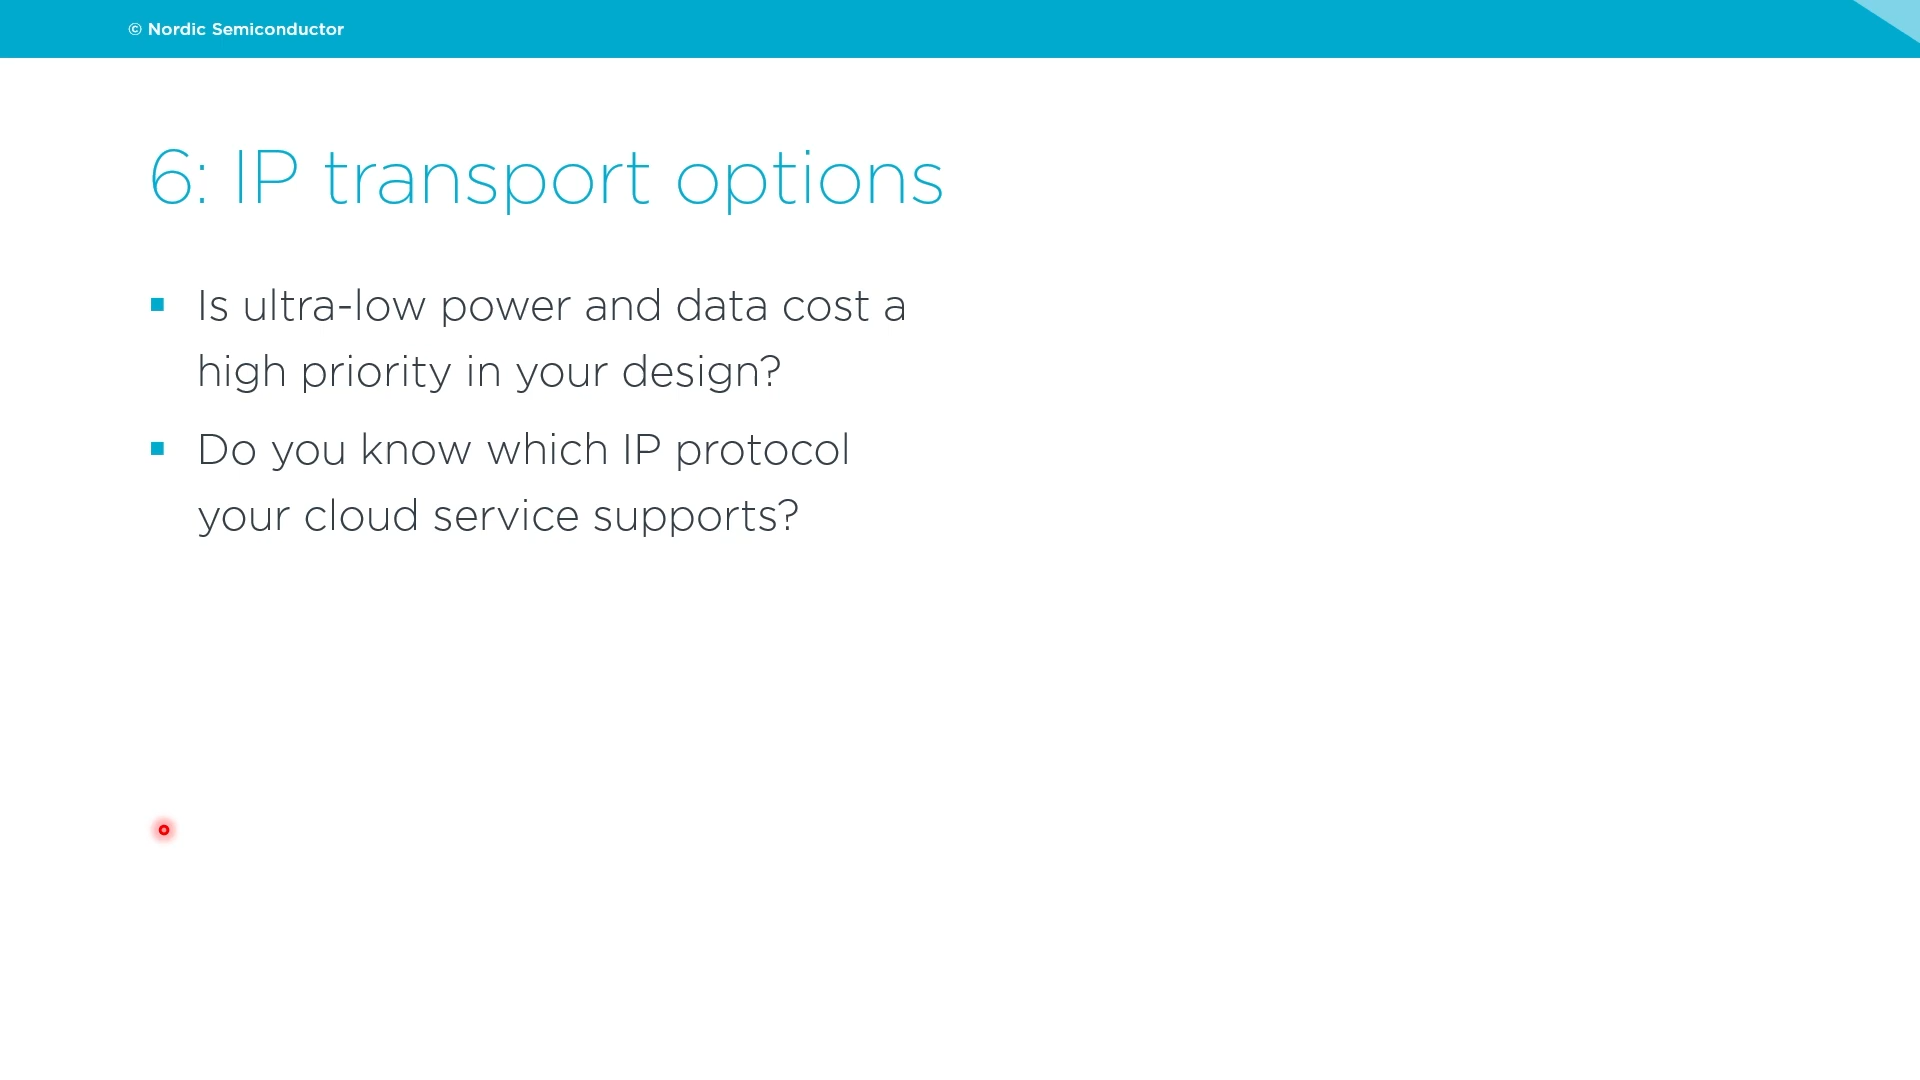 © Nordic Semiconductor
6: IP transport options
Is ultra-low power and data cost a
high priority in your design?
Do you know which IP protocol
your cloud service supports?